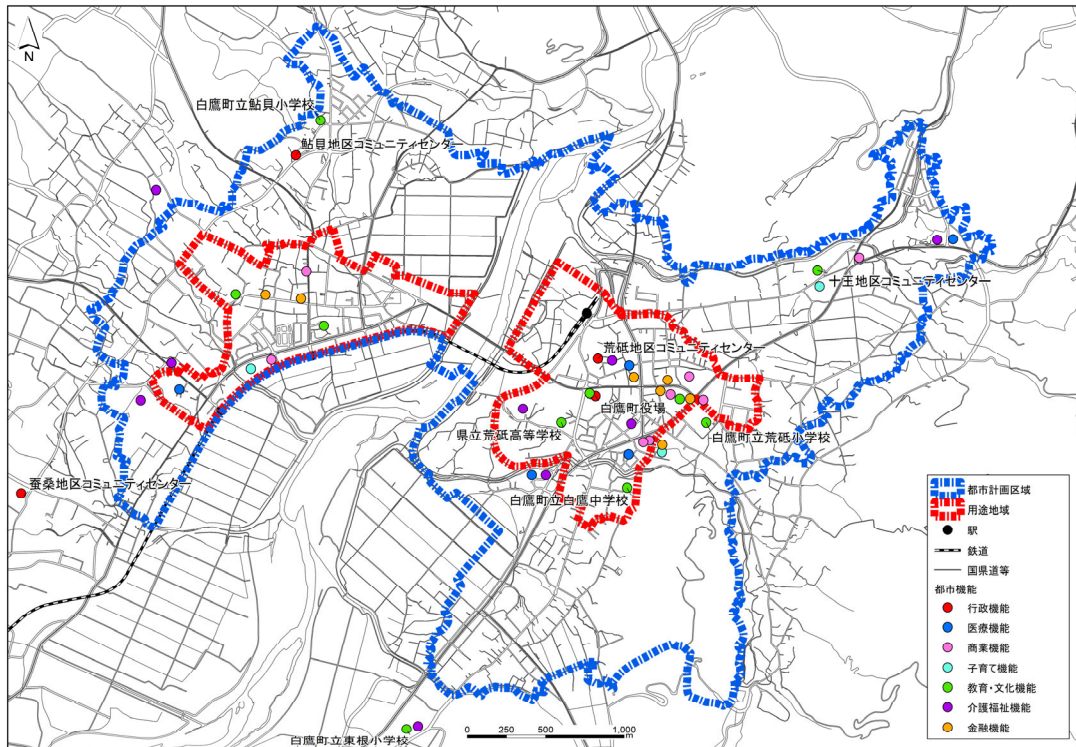 N
白鷹町立鮎貝小学校
鮎貝地区コミュニティセンター
十王地区コミュニティセンター
荒砥地区コミュニティセンター
白鷹町役場
県立荒砥高等学校
白鷹町立荒砥小学校
蚕桑地区コミュニティセンター
白鷹町立白鷹中学校
白鷹町立東根小学校
0 250 500 1,000
m
都市計画区域
用途地域
駅
鉄道
国県道等
都市機能
行政機能
医療機能
商業機能
子育て機能
教育・文化機能
介護福祉機能
金融機能